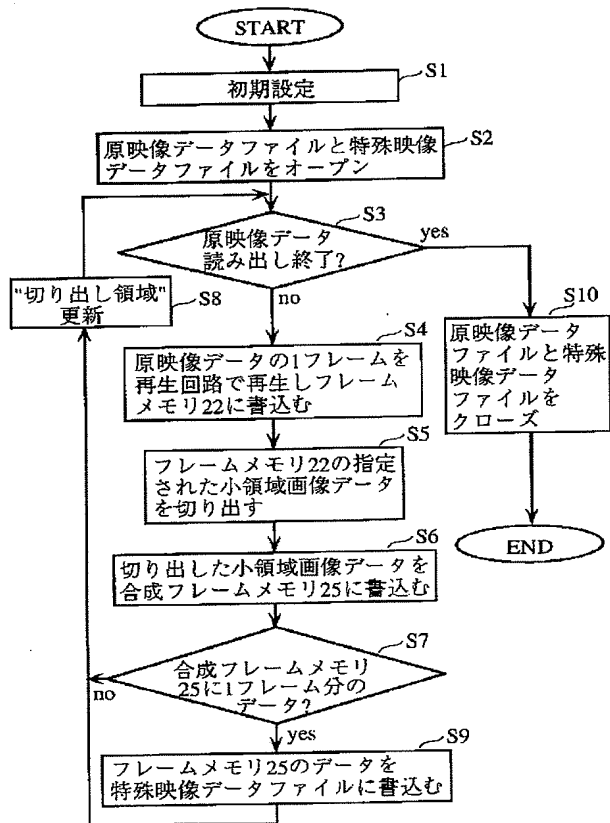 START
S1
初期設定
S2
原映像データファイルと特殊映像
データファイルをオープン
S3
原映像データ
読み出し終了?
yes
no
"切り出し領域"
更新
S8
S4
原映像データの1フレームを
再生回路で再生しフレーム
メモリ22に書込む
S10
原映像データ
ファイルと特殊
映像データ
ファイルを
クローズ
S5
フレームメモリ22の指定
された小領域画像データ
を切り出す
S6
切り出した小領域画像データを
合成フレームメモリ25に書込む
END
S7
合成フレームメモリ
25に1フレーム分の
データ?
no
yes
S9
フレームメモリ25のデータを
特殊映像データファイルに書込む